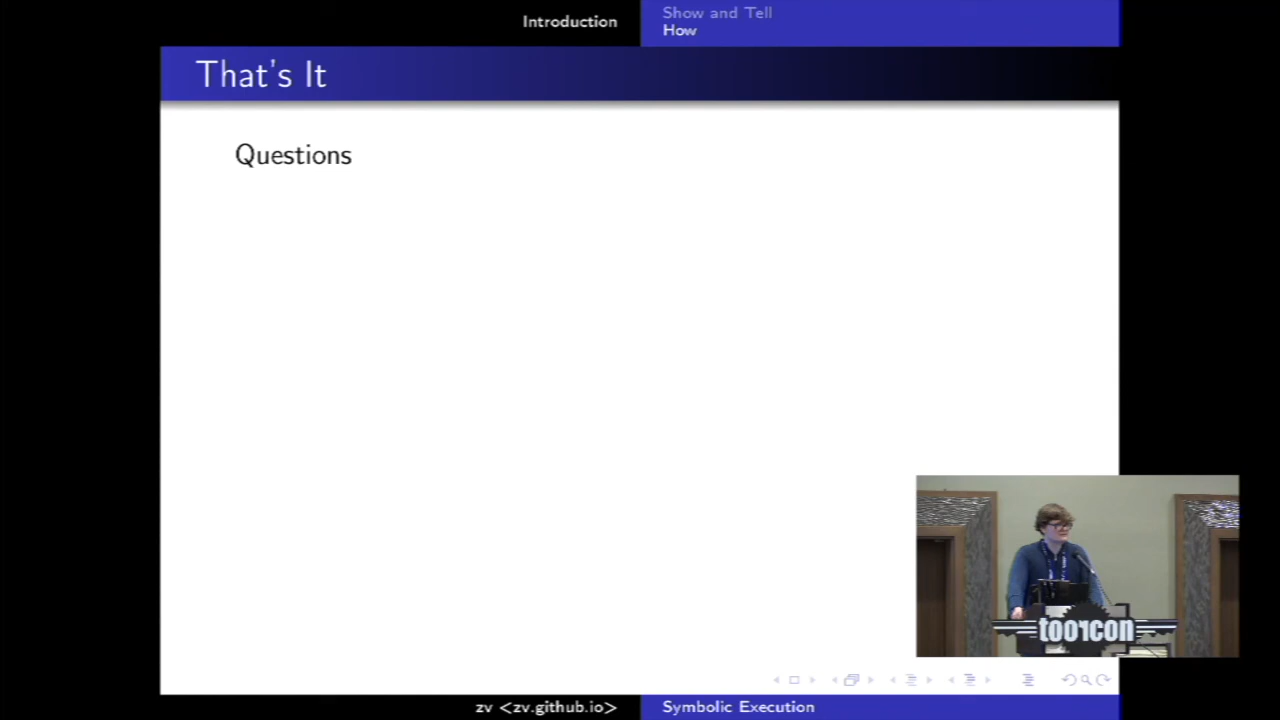 Introduction
Show and Tell
How
That's It
Questions
toorcon
zv <zv.github.io>
Symbolic Execution